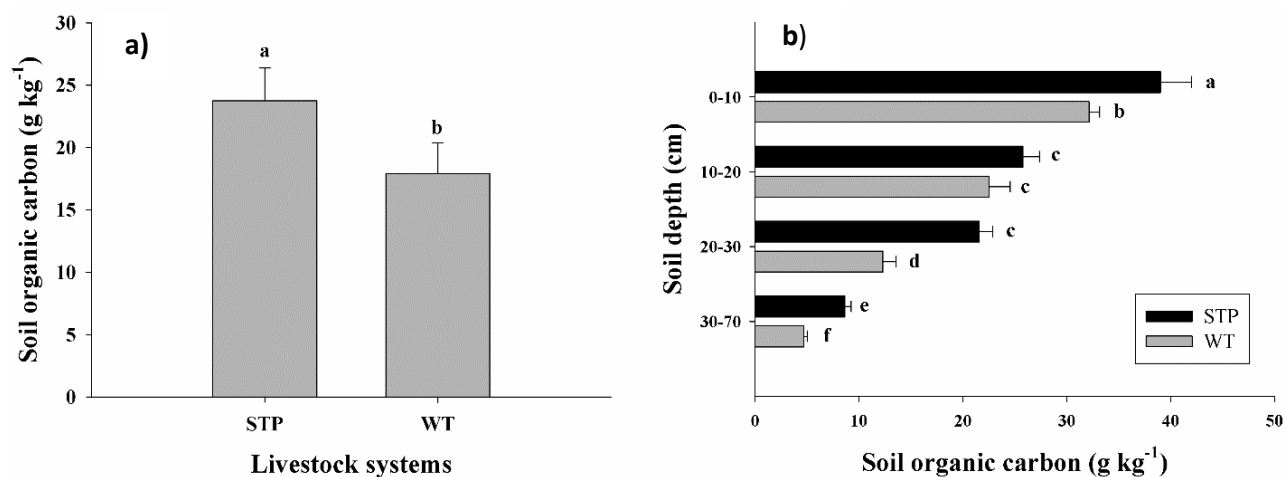 a)
Soil organic carbon (g kg⁻¹)
30
25
20
15
10
5
0
a
b
STP
WT
Livestock systems
b)
Soil depth (cm)
0-10
10-20
20-30
30-70
a
b
c
c
c
d
e
f
STP
WT
0 10 20 30 40 50
Soil organic carbon (g kg⁻¹)